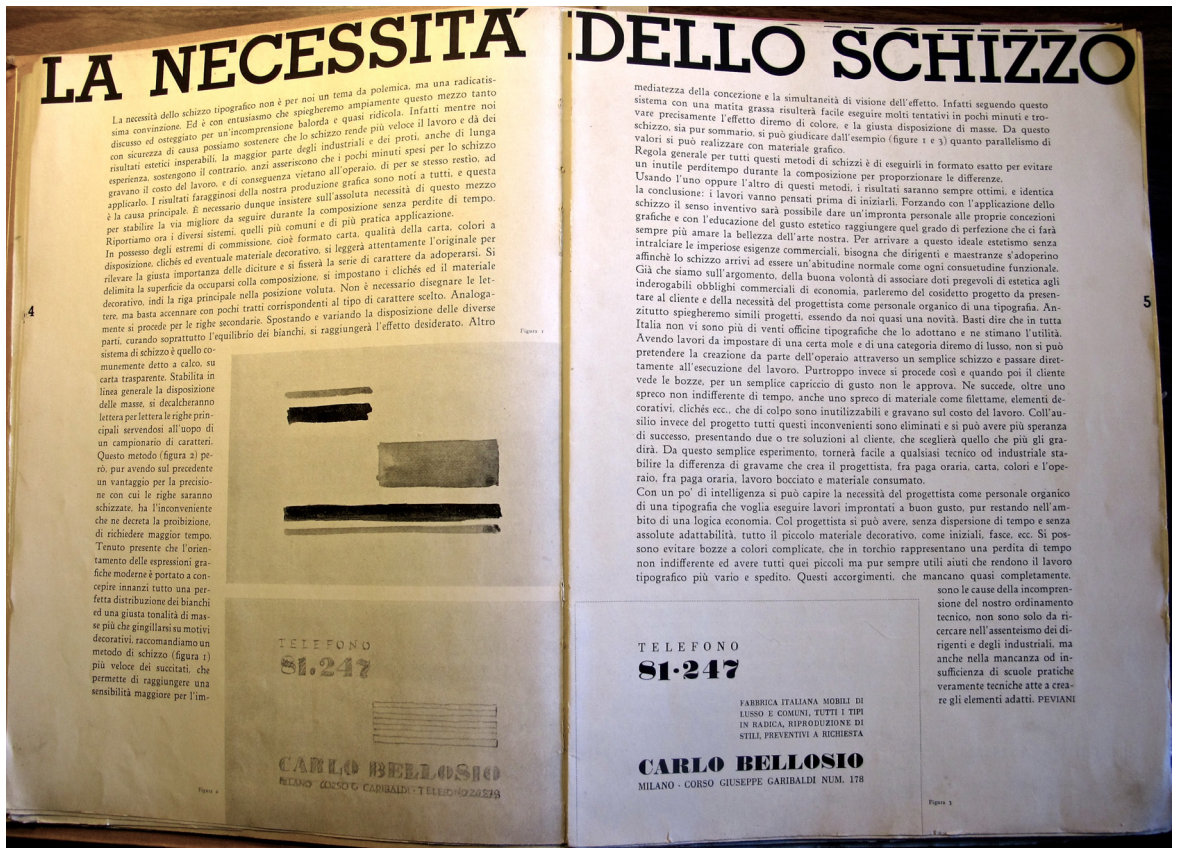 LA NECESSITÀ DELLO SCHIZZO
La necessità dello schizzo tipografico non è per noi un tema da polemica, ma una radicatis-
sima convinzione. Ed è con entusiasmo che spiegheremo ampiamente questo mezzo tanto
discusso ed osteggiato per un'incomprensione balorda e quasi ridicola. Infatti mentre noi
con sicurezza di causa possiamo sostenere che lo schizzo rende più veloce il lavoro e dà dei
risultati estetici insperabili, la maggior parte degli industriali e dei proti, anche di lunga
esperienza, sostengono il contrario, anzi asseriscono che i pochi minuti spesi per lo schizzo
gravano il costo del lavoro, e di conseguenza vietano all'operaio, di per se stesso restio, ad
applicarlo. I risultati faragginosi della nostra produzione grafica sono noti a tutti, e questa
è la causa principale. È necessario dunque insistere sull'assoluta necessità di questo mezzo
per stabilire la via migliore da seguire durante la composizione senza perdite di tempo.
Riportiamo ora i diversi sistemi, quelli più comuni e di più pratica applicazione.
In possesso degli estremi di commissione, cioè formato carta, qualità della carta, colori a
disposizione, clichés ed eventuale materiale decorativo, si leggerà attentamente l'originale per
rilevare la giusta importanza delle diciture e si fisserà la serie di carattere da adoperarsi. Si
delimita la superficie da occuparsi colla composizione, si impostano i clichés ed il materiale
decorativo, indi la riga principale nella posizione voluta. Non è necessario disegnare le let-
tere, ma basta accennare con pochi tratti corrispondenti al tipo di carattere scelto. Analoga-
mente si procede per le righe secondarie. Spostando e variando la disposizione delle diverse
parti, curando soprattutto l'equilibrio dei bianchi, si raggiungerà l'effetto desiderato. Altro
sistema di schizzo è quello co-
munemente detto a calco, su
carta trasparente. Stabilita in
linea generale la disposizione
delle masse, si decalcheranno
lettera per lettera le righe prin-
cipali servendosi all'uopo di
un campionario di caratteri.
Questo metodo (figura 2) pe-
rò, pur avendo sul precedente
un vantaggio per la precisio-
ne con cui le righe saranno
schizzate, ha l'inconveniente
che ne decreta la proibizione,
di richiedere maggior tempo.
Tenuto presente che l'orien-
tamento delle espressioni gra-
fiche moderne è portato a con-
cepire innanzi tutto una per-
fetta distribuzione dei bianchi
ed una giusta tonalità di mas-
se più che gingillarsi su motivi
decorativi, raccomandiamo un
metodo di schizzo (figura 1)
più veloce dei succitati, che
permette di raggiungere una
sensibilità maggiore per l'im-
4
Figura 1
TELEFONO
81.247
CARLO BELLOSIO
MILANO CORSO G GARIBALDI - TELEFONO
Figura 2
mediatezza della concezione e la simultaneità di visione dell'effetto. Infatti seguendo questo
sistema con una matita grassa risulterà facile eseguire molti tentativi in pochi minuti e tro-
vare precisamente l'effetto diremo di colore, e la giusta disposizione di masse. Da questo
schizzo, sia pur sommario, si può giudicare dall'esempio (figura 1 e 3) quanto parallelismo di
valori si può realizzare con materiale grafico.
Regola generale per tutti questi metodi di schizzi è di eseguirli in formato esatto per evitare
un inutile perditempo durante la composizione per proporzionare le differenze.
Usando l'uno oppure l'altro di questi metodi, i risultati saranno sempre ottimi, e identica
la conclusione: i lavori vanno pensati prima di iniziarli. Forzando con l'applicazione dello
schizzo il senso inventivo sarà possibile dare un'impronta personale alle proprie concezioni
grafiche e con l'educazione del gusto estetico raggiungere quel grado di perfezione che ci farà
sempre più amare la bellezza dell'arte nostra. Per arrivare a questo ideale estetismo senza
intralciare le imperiose esigenze commerciali, bisogna che dirigenti e maestranze s'adoperino
affinchè lo schizzo arrivi ad essere un'abitudine normale come ogni consuetudine funzionale.
Già che siamo sull'argomento, della buona volontà di associare doti pregevoli di estetica agli
inderogabili obblighi commerciali di economia, parleremo del cosidetto progetto da presen-
tare al cliente e della necessità del progettista come personale organico di una tipografia. An-
zitutto spiegheremo simili progetti, essendo da noi quasi una novità. Basti dire che in tutta
Italia non vi sono più di venti officine tipografiche che lo adottano e ne stimano l'utilità.
Avendo lavori da impostare di una certa mole e di una categoria diremo di lusso, non si può
pretendere la creazione da parte dell'operaio attraverso un semplice schizzo e passare diret-
tamente all'esecuzione del lavoro. Purtroppo invece si procede così e quando poi il cliente
vede le bozze, per un semplice capriccio di gusto non le approva. Ne succede, oltre uno
spreco non indifferente di tempo, anche uno spreco di materiale come filettame, elementi de-
corativi, clichés ecc., che di colpo sono inutilizzabili e gravano sul costo del lavoro. Coll'au-
silio invece del progetto tutti questi inconvenienti sono eliminati e si può avere più speranza
di successo, presentando due o tre soluzioni al cliente, che sceglierà quello che più gli gra-
dirà. Da questo semplice esperimento, tornerà facile a qualsiasi tecnico od industriale sta-
bilire la differenza di gravame che crea il progettista, fra paga oraria, carta, colori e l'ope-
raio, fra paga oraria, lavoro bocciato e materiale consumato.
Con un po' di intelligenza si può capire la necessità del progettista come personale organico
di una tipografia che voglia eseguire lavori improntati a buon gusto, pur restando nell'am-
bito di una logica economia. Col progettista si può avere, senza dispersione di tempo e senza
assolute adattabilità, tutto il piccolo materiale decorativo, come iniziali, fasce, ecc. Si pos-
sono evitare bozze a colori complicate, che in torchio rappresentano una perdita di tempo
non indifferente ed avere tutti quei piccoli ma pur sempre utili aiuti che rendono il lavoro
tipografico più vario e spedito. Questi accorgimenti, che mancano quasi completamente,
sono le cause della incompren-
sione del nostro ordinamento
tecnico, non sono solo da ri-
cercare nell'assenteismo dei di-
rigenti e degli industriali, ma
anche nella mancanza od in-
sufficienza di scuole pratiche
veramente tecniche atte a crea-
re gli elementi adatti. PEVIANI
5
TELEFONO
81·247
FABBRICA ITALIANA MOBILI DI
LUSSO E COMUNI, TUTTI I TIPI
IN RADICA, RIPRODUZIONE DI
STILI, PREVENTIVI A RICHIESTA
CARLO BELLOSIO
MILANO · CORSO GIUSEPPE GARIBALDI NUM. 178
Figura 3